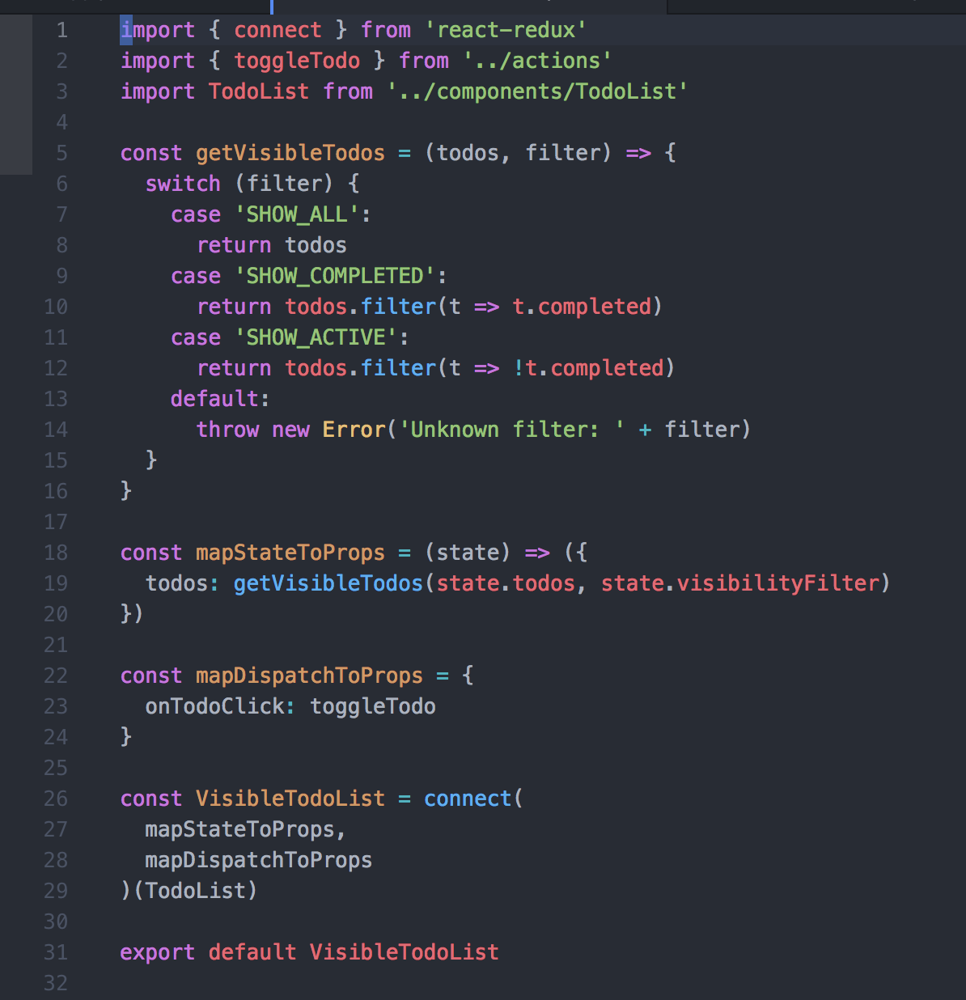 1 import { connect } from 'react-redux'
2 import { toggleTodo } from '../actions'
3 import TodoList from '../components/TodoList'
4
5 const getVisibleTodos = (todos, filter) => {
6   switch (filter) {
7     case 'SHOW_ALL':
8       return todos
9     case 'SHOW_COMPLETED':
10       return todos.filter(t => t.completed)
11     case 'SHOW_ACTIVE':
12       return todos.filter(t => !t.completed)
13     default:
14       throw new Error('Unknown filter: ' + filter)
15   }
16 }
17
18 const mapStateToProps = (state) => ({
19   todos: getVisibleTodos(state.todos, state.visibilityFilter)
20 })
21
22 const mapDispatchToProps = {
23   onTodoClick: toggleTodo
24 }
25
26 const VisibleTodoList = connect(
27   mapStateToProps,
28   mapDispatchToProps
29 )(TodoList)
30
31 export default VisibleTodoList
32